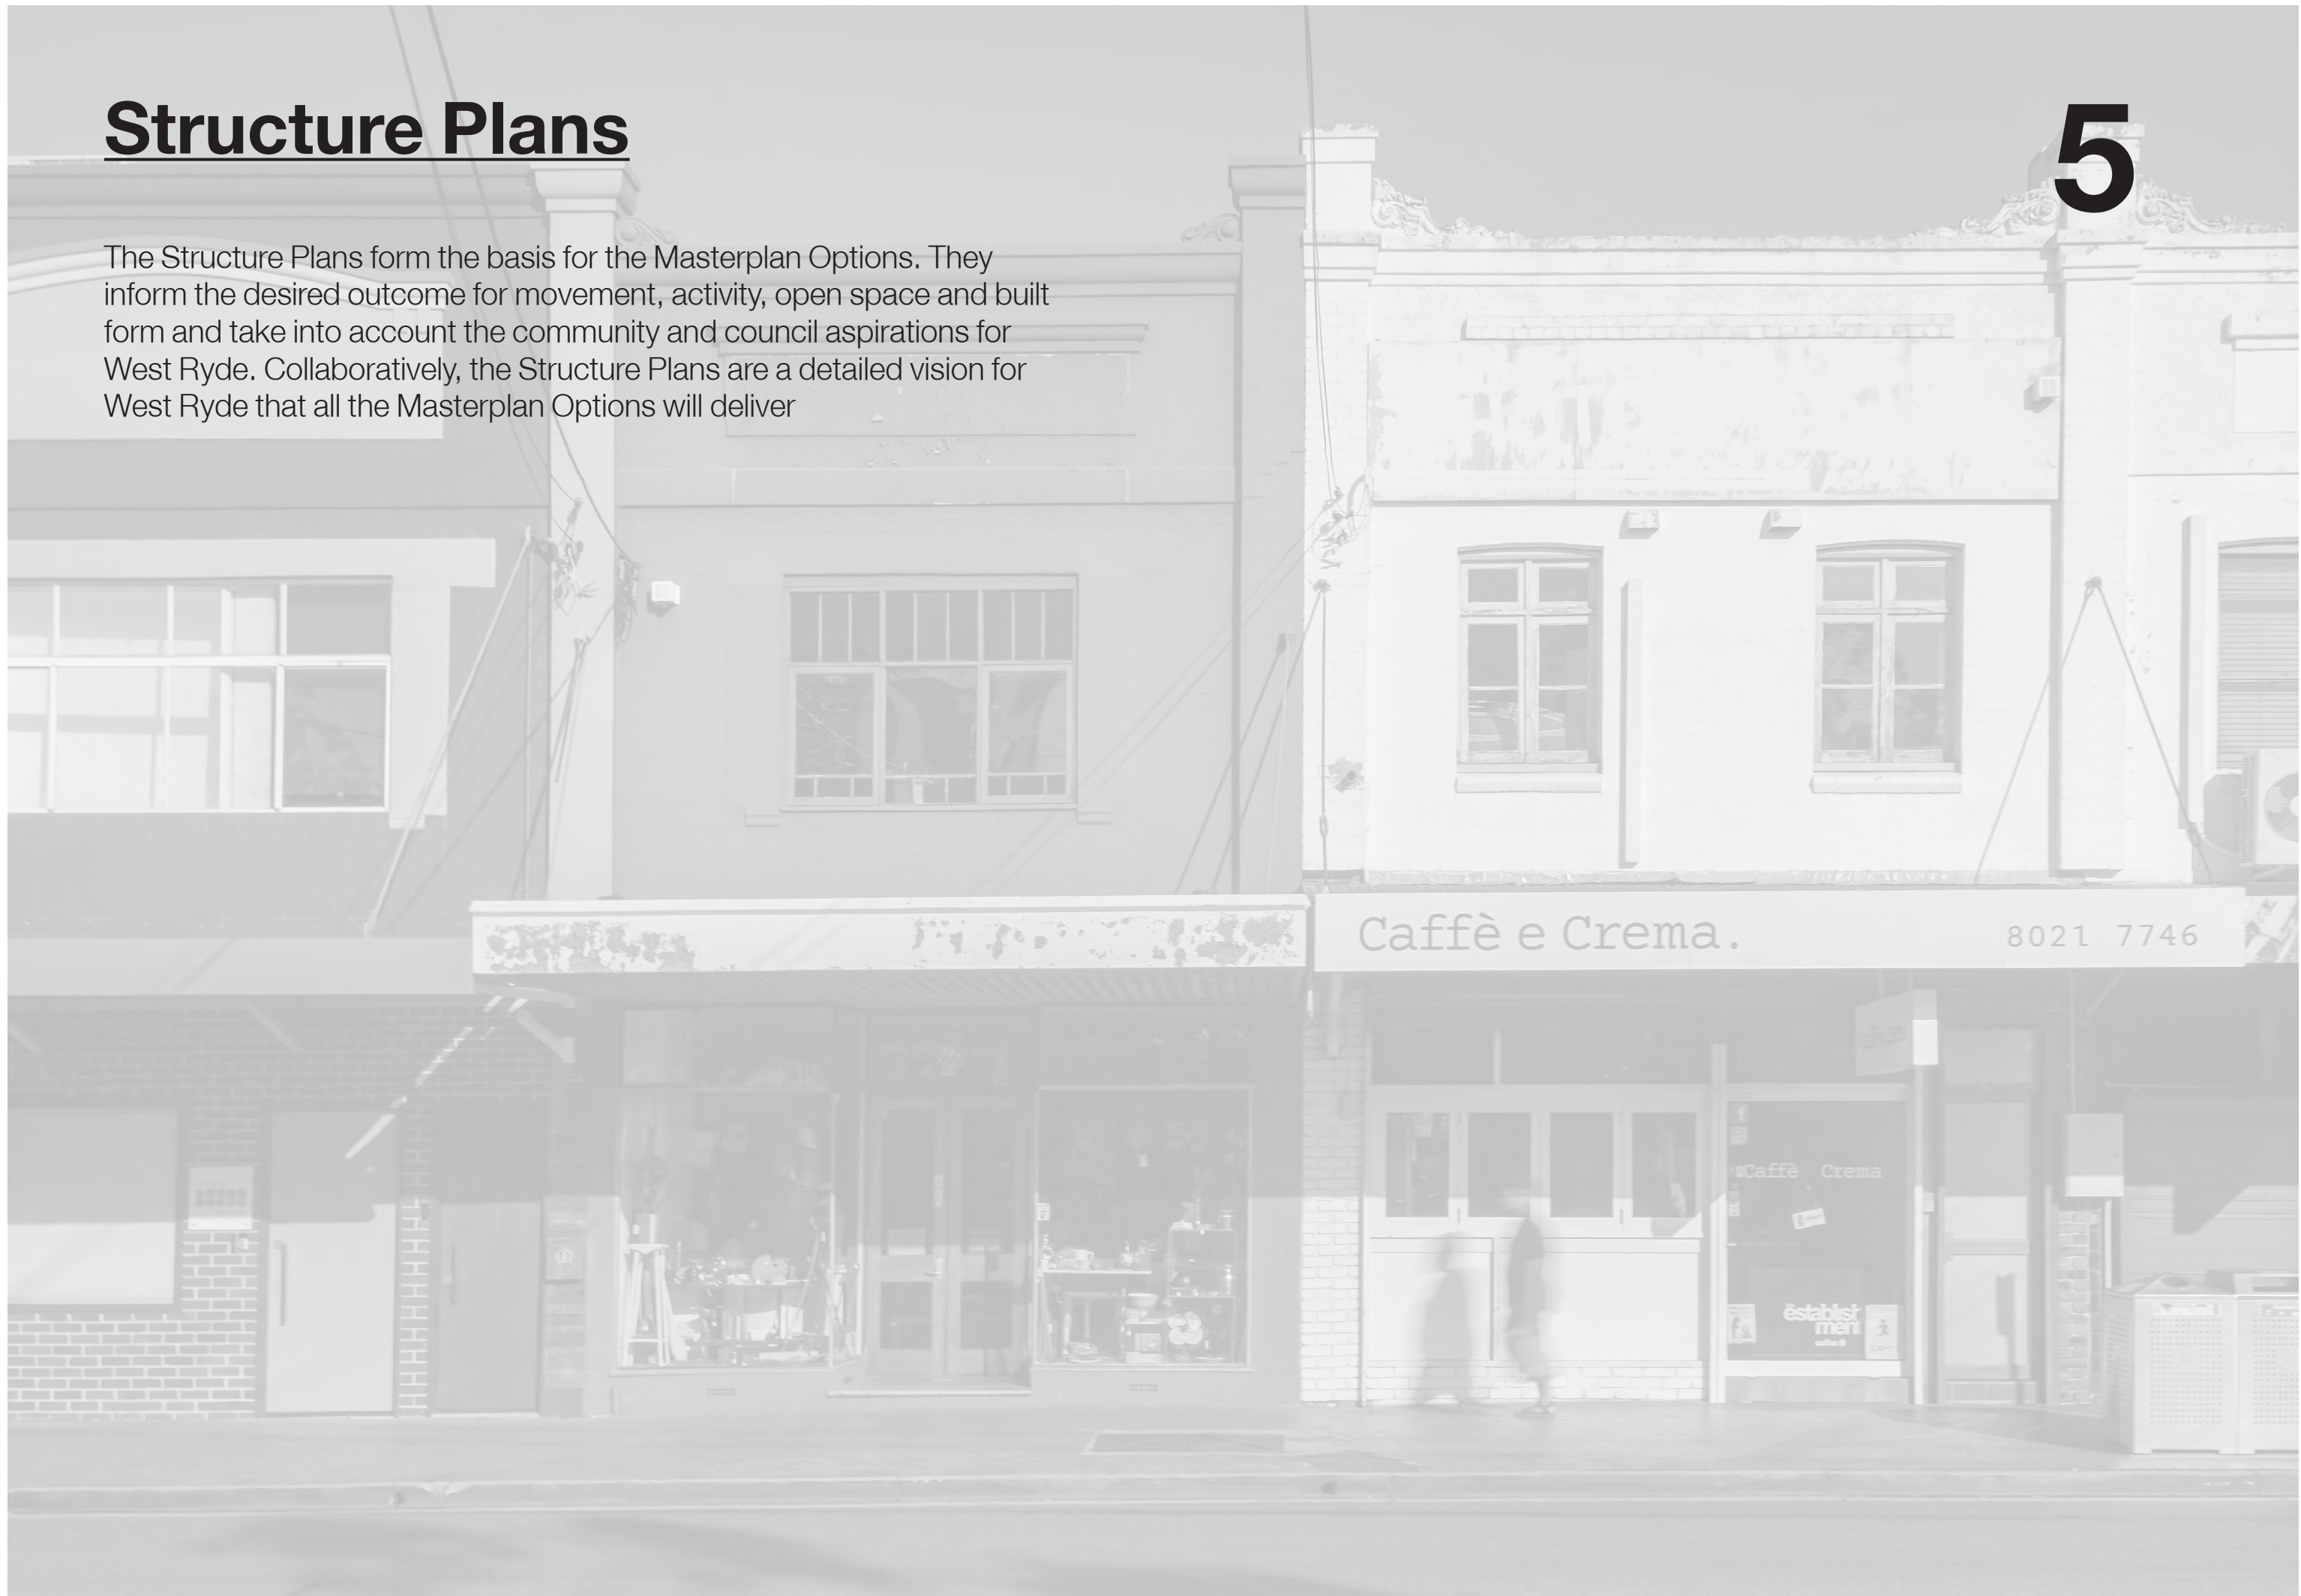 Structure Plans
5
The Structure Plans form the basis for the Masterplan Options. They
inform the desired outcome for movement, activity, open space and built
form and take into account the community and council aspirations for
West Ryde. Collaboratively, the Structure Plans are a detailed vision for
West Ryde that all the Masterplan Options will deliver
Caffè e Crema.
8021 7746
Caffè Crema
establish
ment
coffee